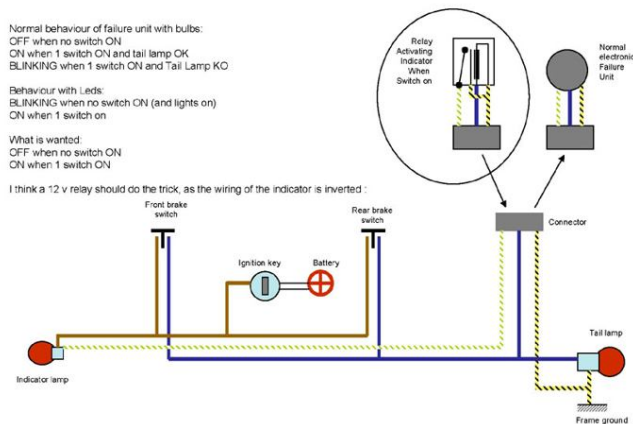 Normal behaviour of failure unit with bulbs:
OFF when no switch ON
ON when 1 switch ON and tail lamp OK
BLINKING when 1 switch ON and Tail Lamp KO
Behaviour with Leds:
BLINKING when no switch ON (and lights on)
ON when 1 switch on
What is wanted:
OFF when no switch ON
ON when 1 switch ON
I think a 12 v relay should do the trick, as the wiring of the indicator is inverted :
Relay
Activating
Indicator
When
Switch on
Normal
electronic
Failure
Unit
Front brake
switch
Rear brake
switch
Connector
Ignition key
Battery
Tail lamp
Indicator lamp
Frame ground